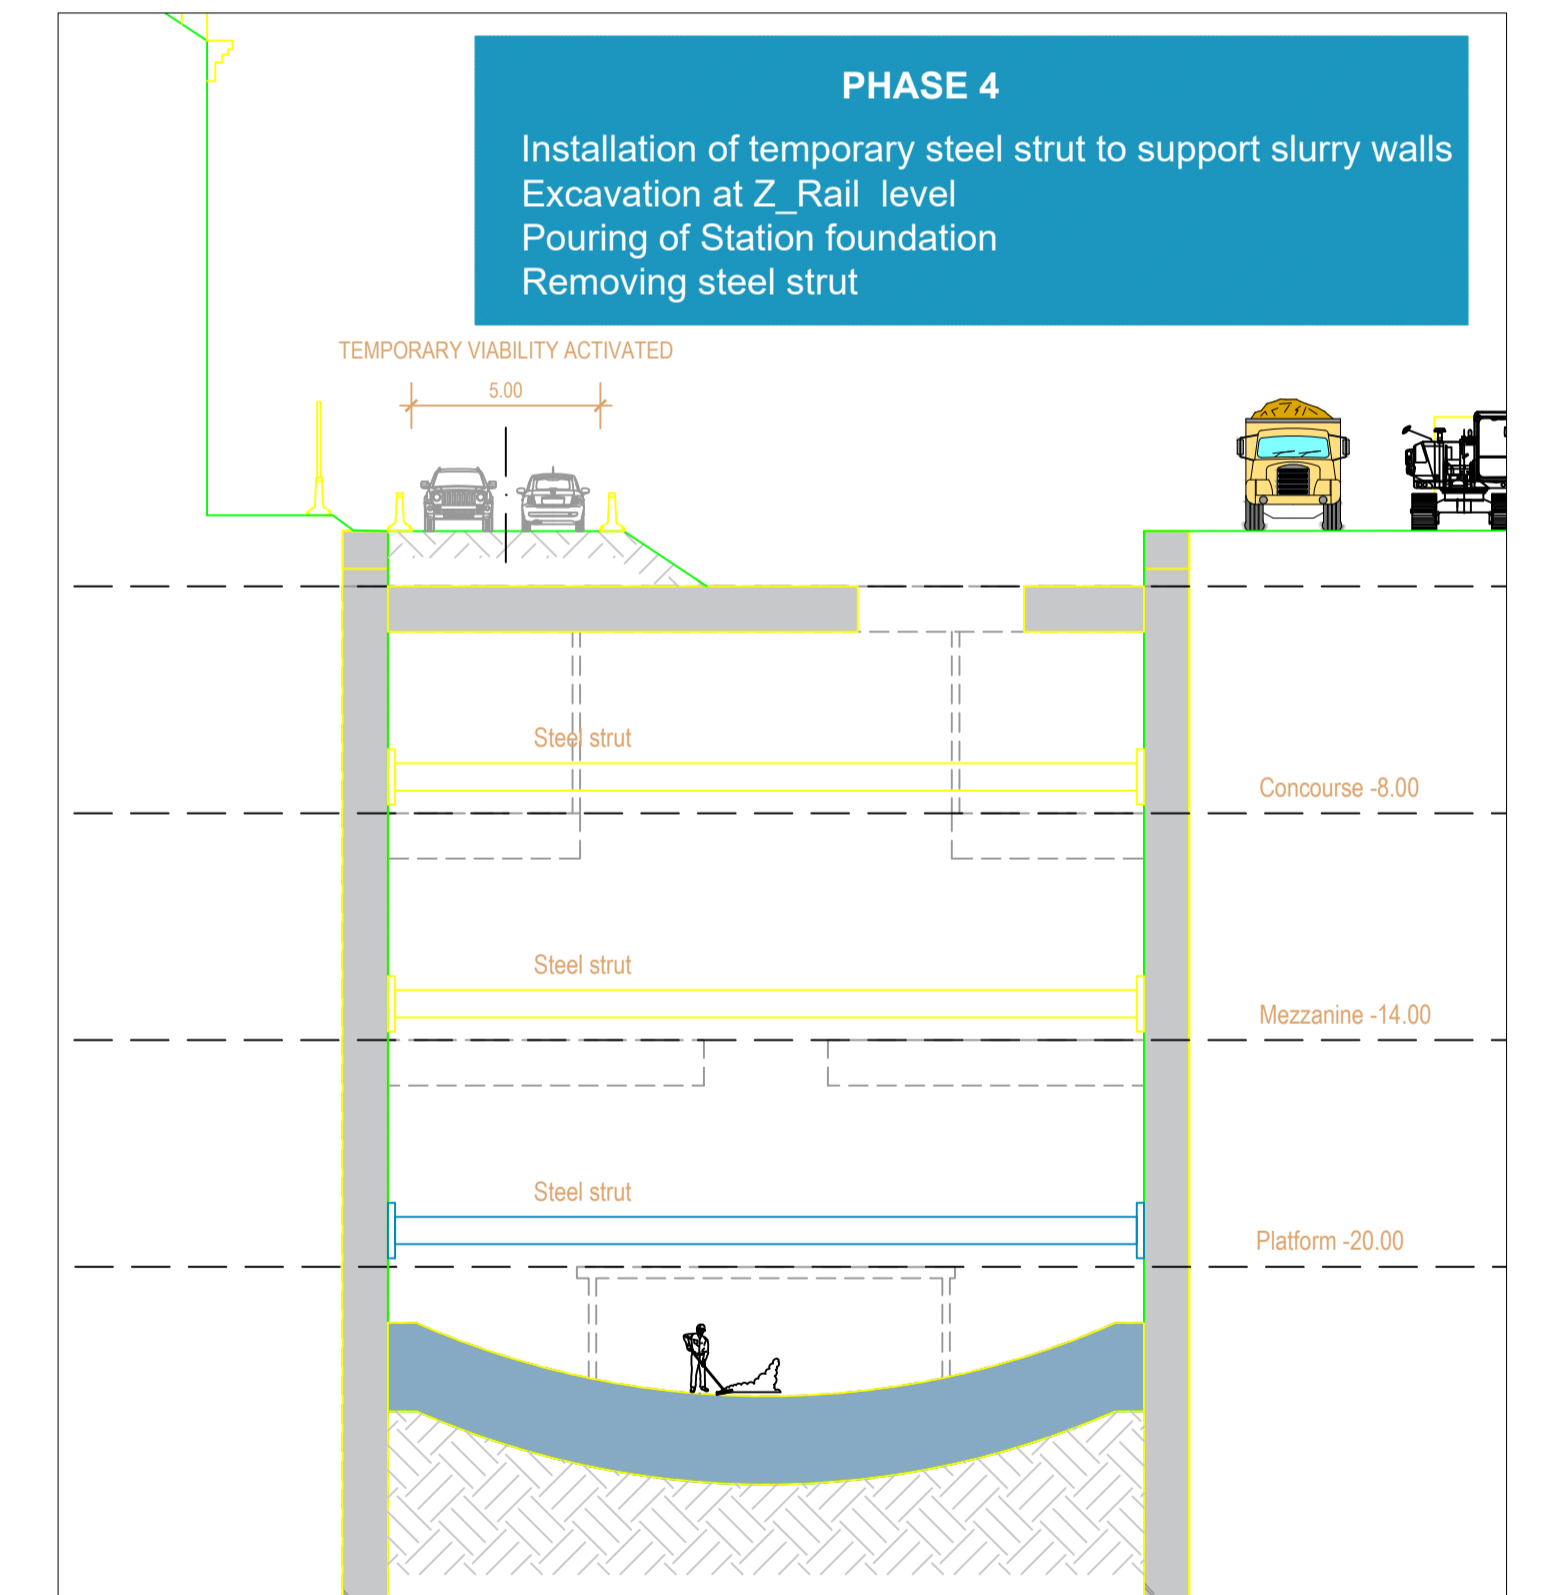 PHASE 4
Installation of temporary steel strut to support slurry walls
Excavation at Z_Rail level
Pouring of Station foundation
Removing steel strut
TEMPORARY VIABILITY ACTIVATED
5.00
Steel strut
Concourse -8.00
Steel strut
Mezzanine -14.00
Steel strut
Platform -20.00